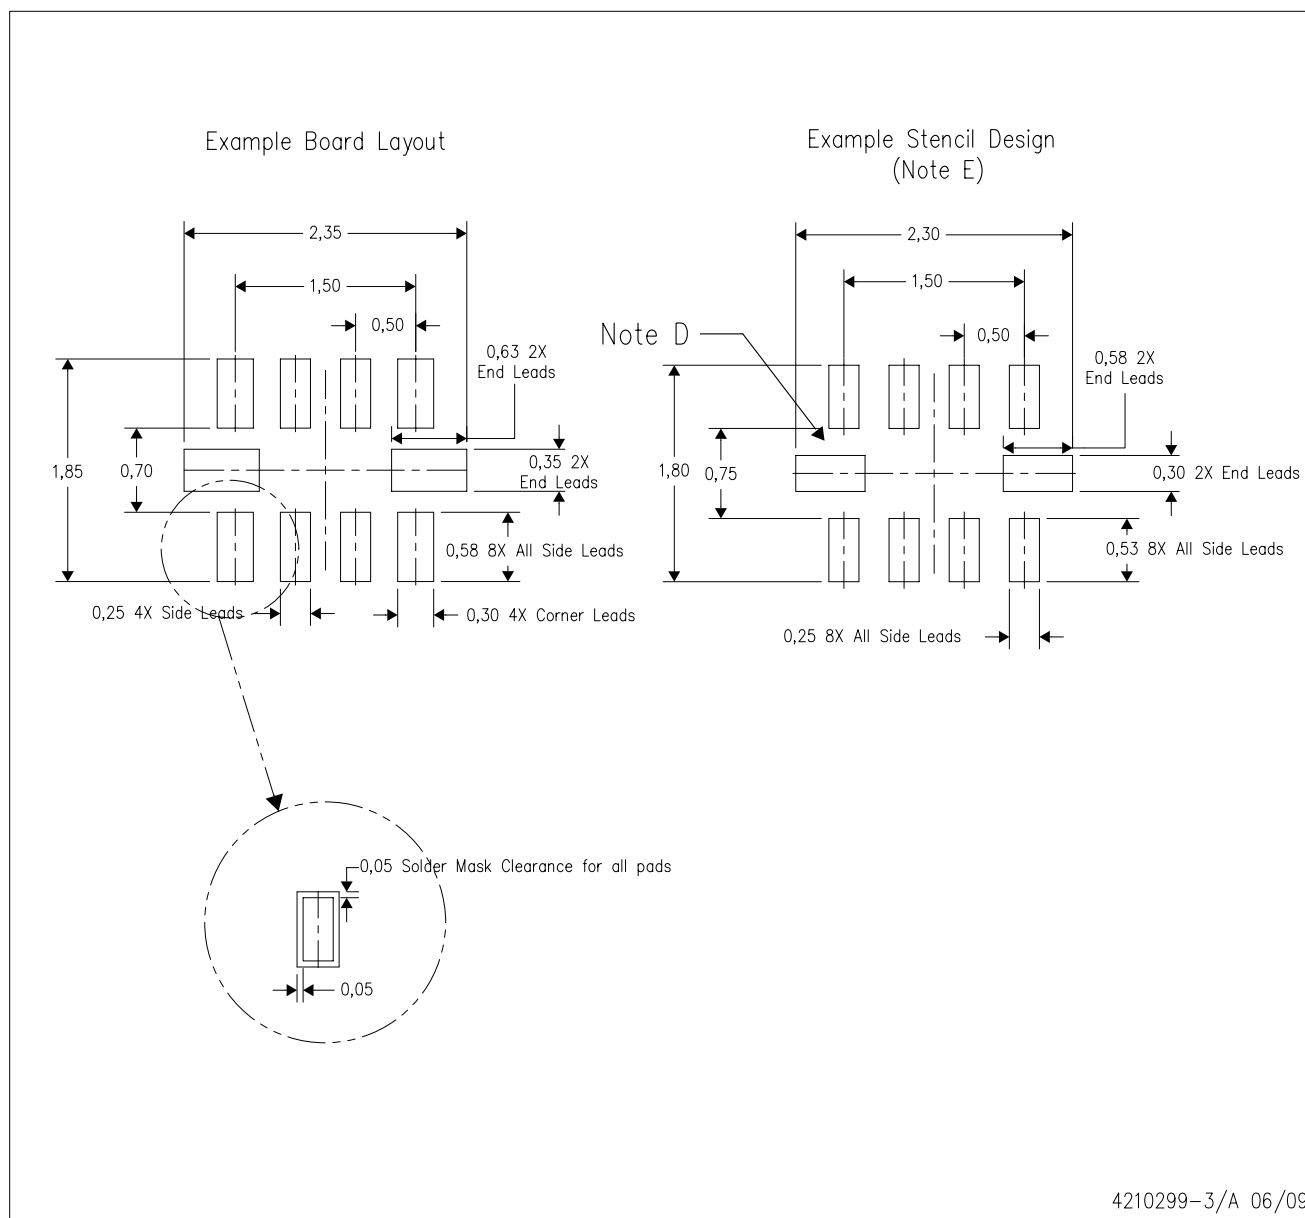 Example Board Layout
2,35
1,50
0,50
0,63 2X
End Leads
1,85
0,70
0,35 2X
End Leads
0,58 8X All Side Leads
0,25 4X Side Leads
0,30 4X Corner Leads
0,05 Solder Mask Clearance for all pads
0,05
Example Stencil Design
(Note E)
2,30
1,50
Note D
0,50
0,58 2X
End Leads
1,80
0,75
0,30 2X End Leads
0,53 8X All Side Leads
0,25 8X All Side Leads
4210299-3/A 06/09